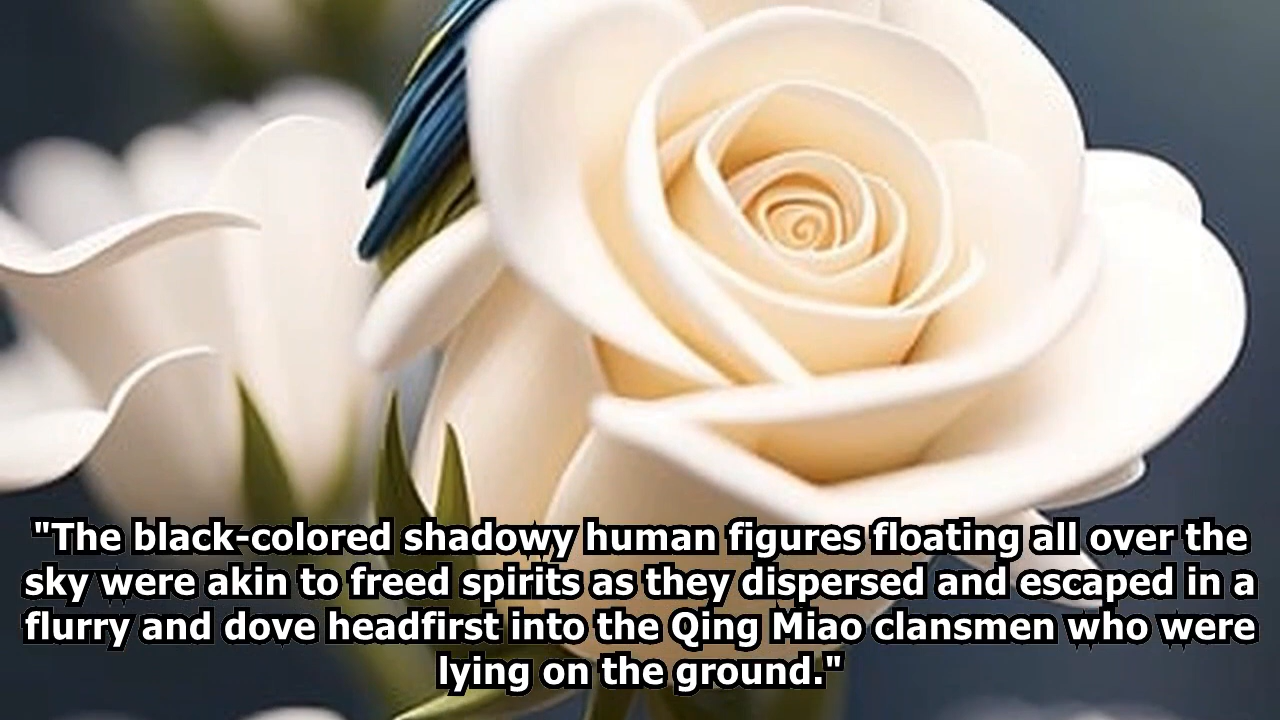 "The black-colored shadowy human figures floating all over the
sky were akin to freed spirits as they dispersed and escaped in a
flurry and dove headfirst into the Qing Miao clansmen who were
lying on the ground."